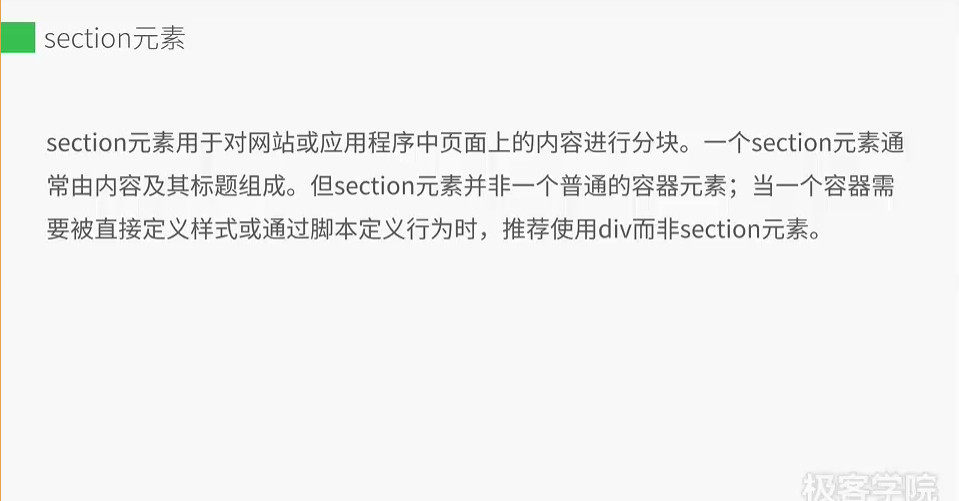 section元素
section元素用于对网站或应用程序中页面上的内容进行分块。一个section元素通
常由内容及其标题组成。但section元素并非一个普通的容器元素；当一个容器需
要被直接定义样式或通过脚本定义行为时，推荐使用div而非section元素。
极客学院